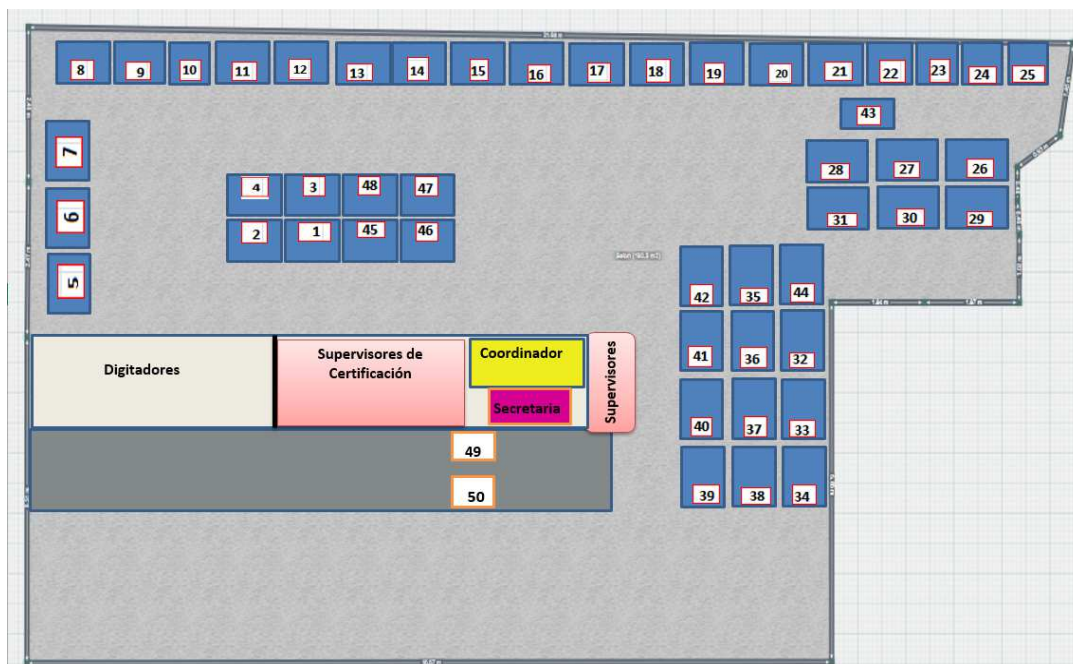 8 9 10 11 12 13 14 15 16 17 18 19 20 21 22 23 24 25
43
7
28 27 26
4 3 48 47
6
31 30 29
2 1 45 46
5
42 35 44
41 36 32
Digitadores
Supervisores de
Certificación
Coordinador
Secretaria
Supervisores
40 37 33
49
50
39 38 34